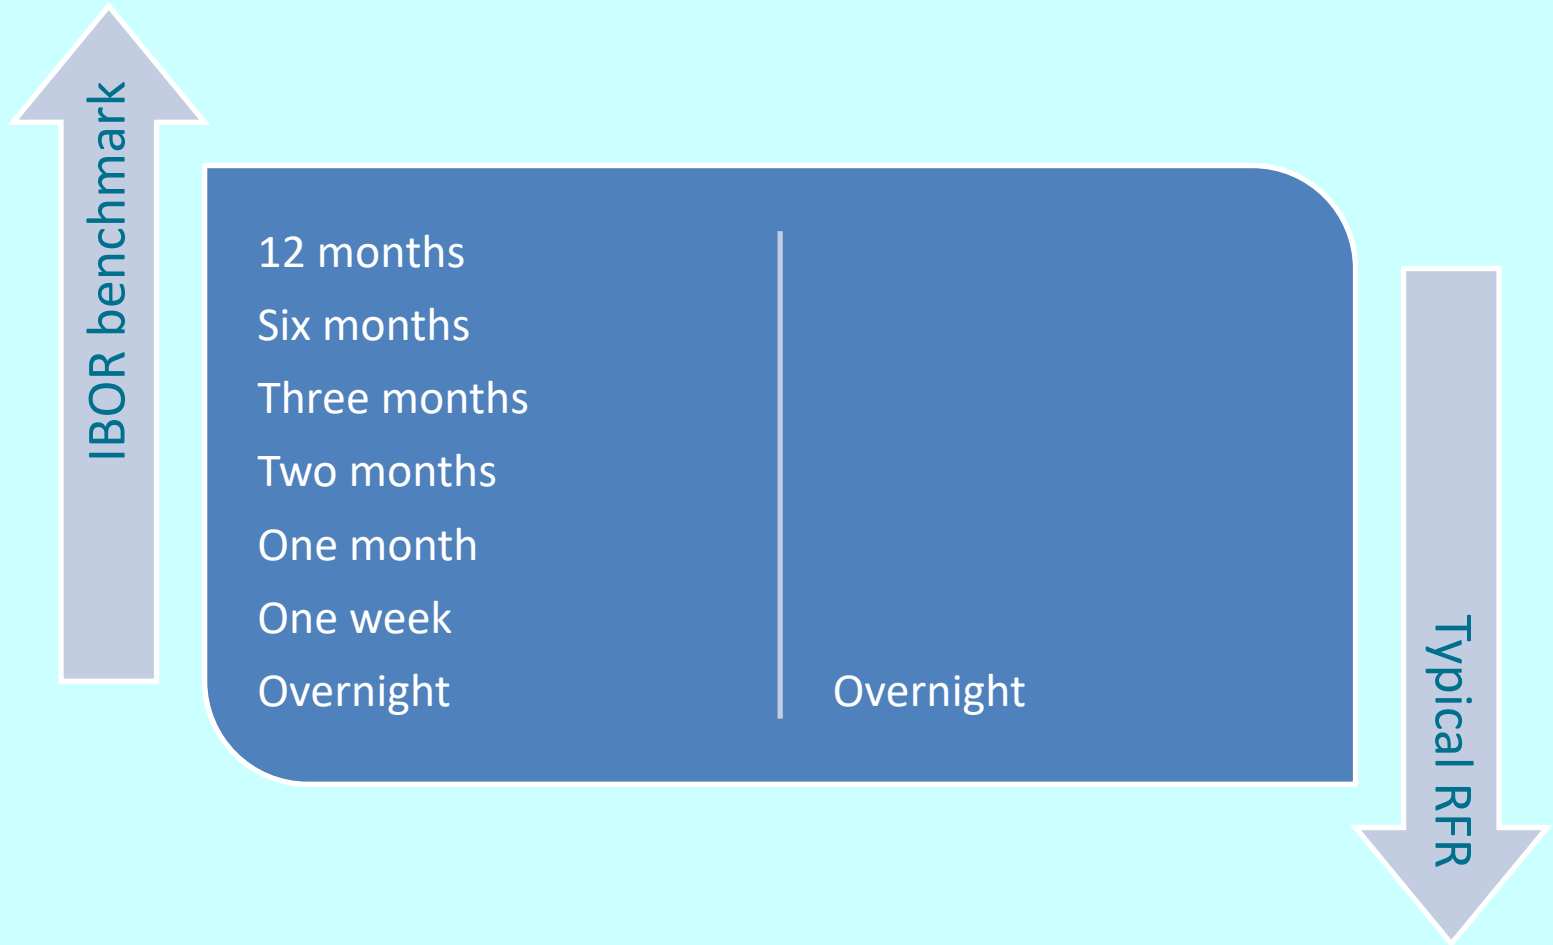 IBOR benchmark
12 months
Six months
Three months
Two months
One month
One week
Overnight
Overnight
Typical RFR